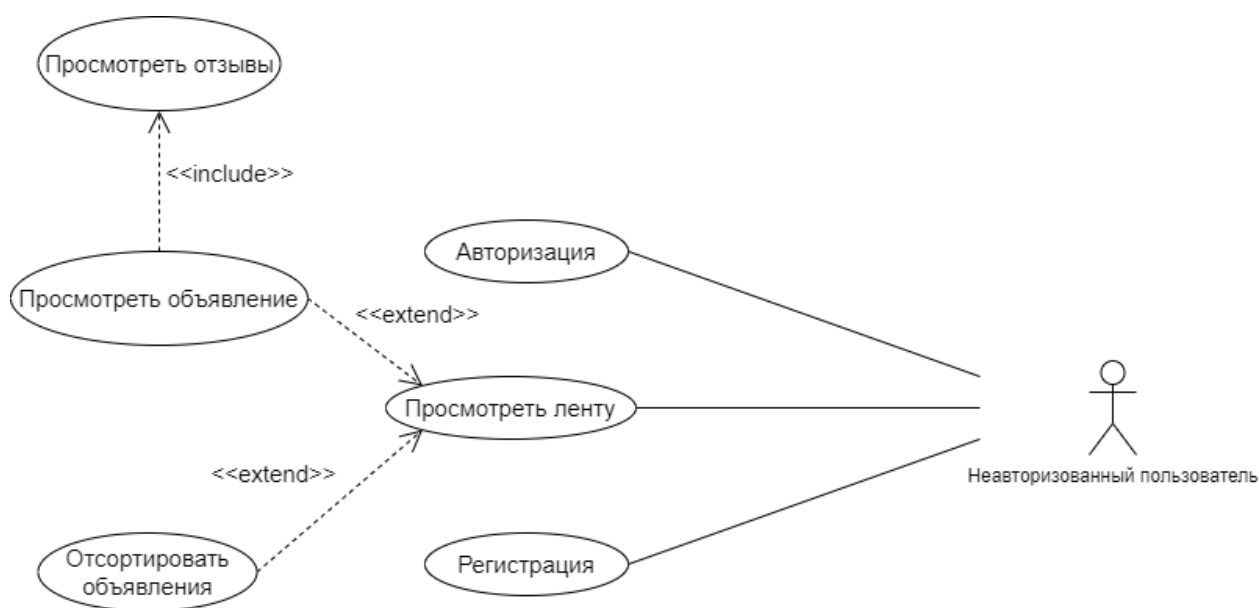 Просмотреть отзывы
<<include>>
Авторизация
Просмотреть объявление
<<extend>>
Просмотреть ленту
<<extend>>
Неавторизованный пользователь
Отсортировать
объявления
Регистрация